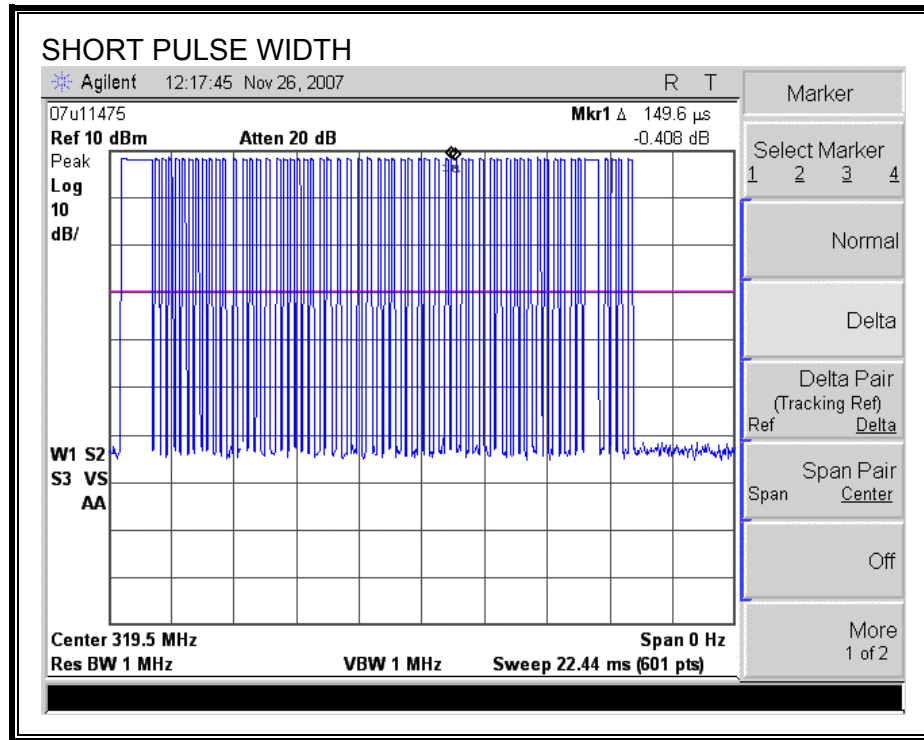 SHORT PULSE WIDTH
Agilent 12:17:45 Nov 26, 2007 R T
07u11475 Mkr1 Δ 149.6 μs
Ref 10 dBm Atten 20 dB -0.408 dB
Peak
Log
10
dB/
W1 S2
S3 VS
AA
Center 319.5 MHz Span 0 Hz
Res BW 1 MHz VBW 1 MHz Sweep 22.44 ms (601 pts)
Marker
Select Marker
1 2 3 4
Normal
Delta
Delta Pair
(Tracking Ref)
Ref Delta
Span Pair
Span Center
Off
More
1 of 2